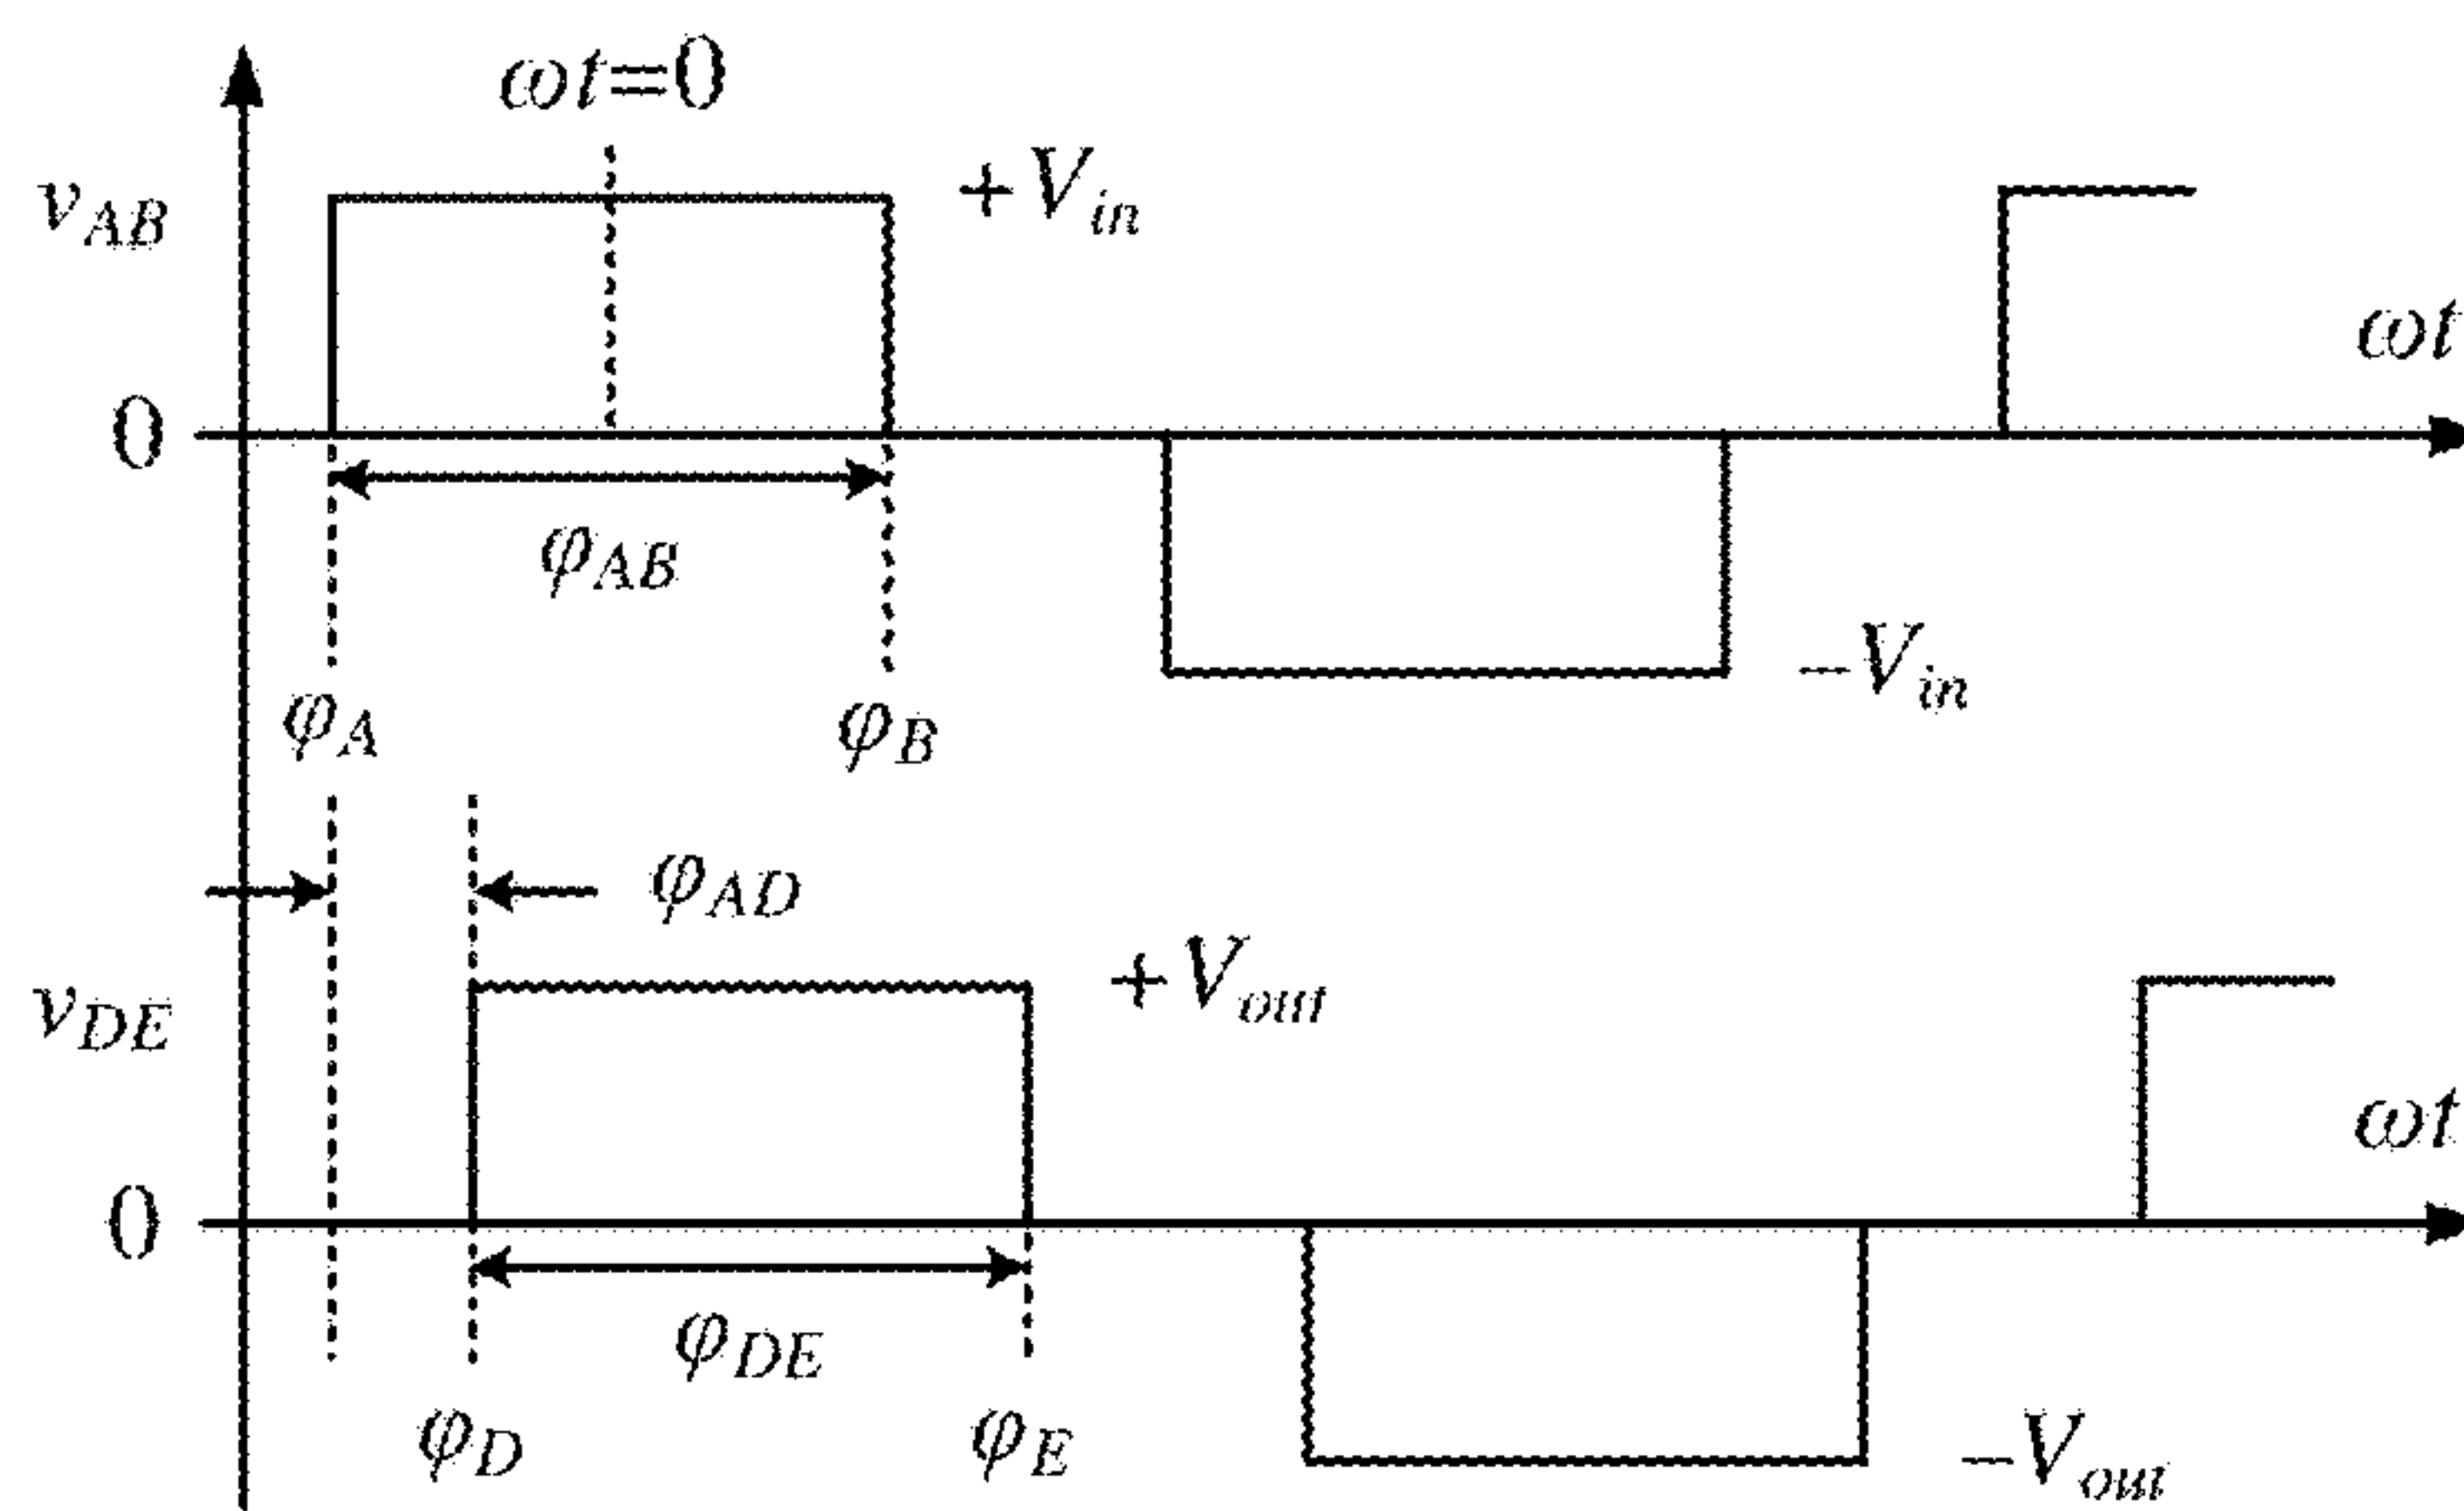 ωt=0
v_AB
+V_in
ωt
0
φ_AB
−V_in
φ_A
φ_B
φ_AD
v_DE
+V_out
ωt
0
φ_DE
φ_D
φ_E
−V_out